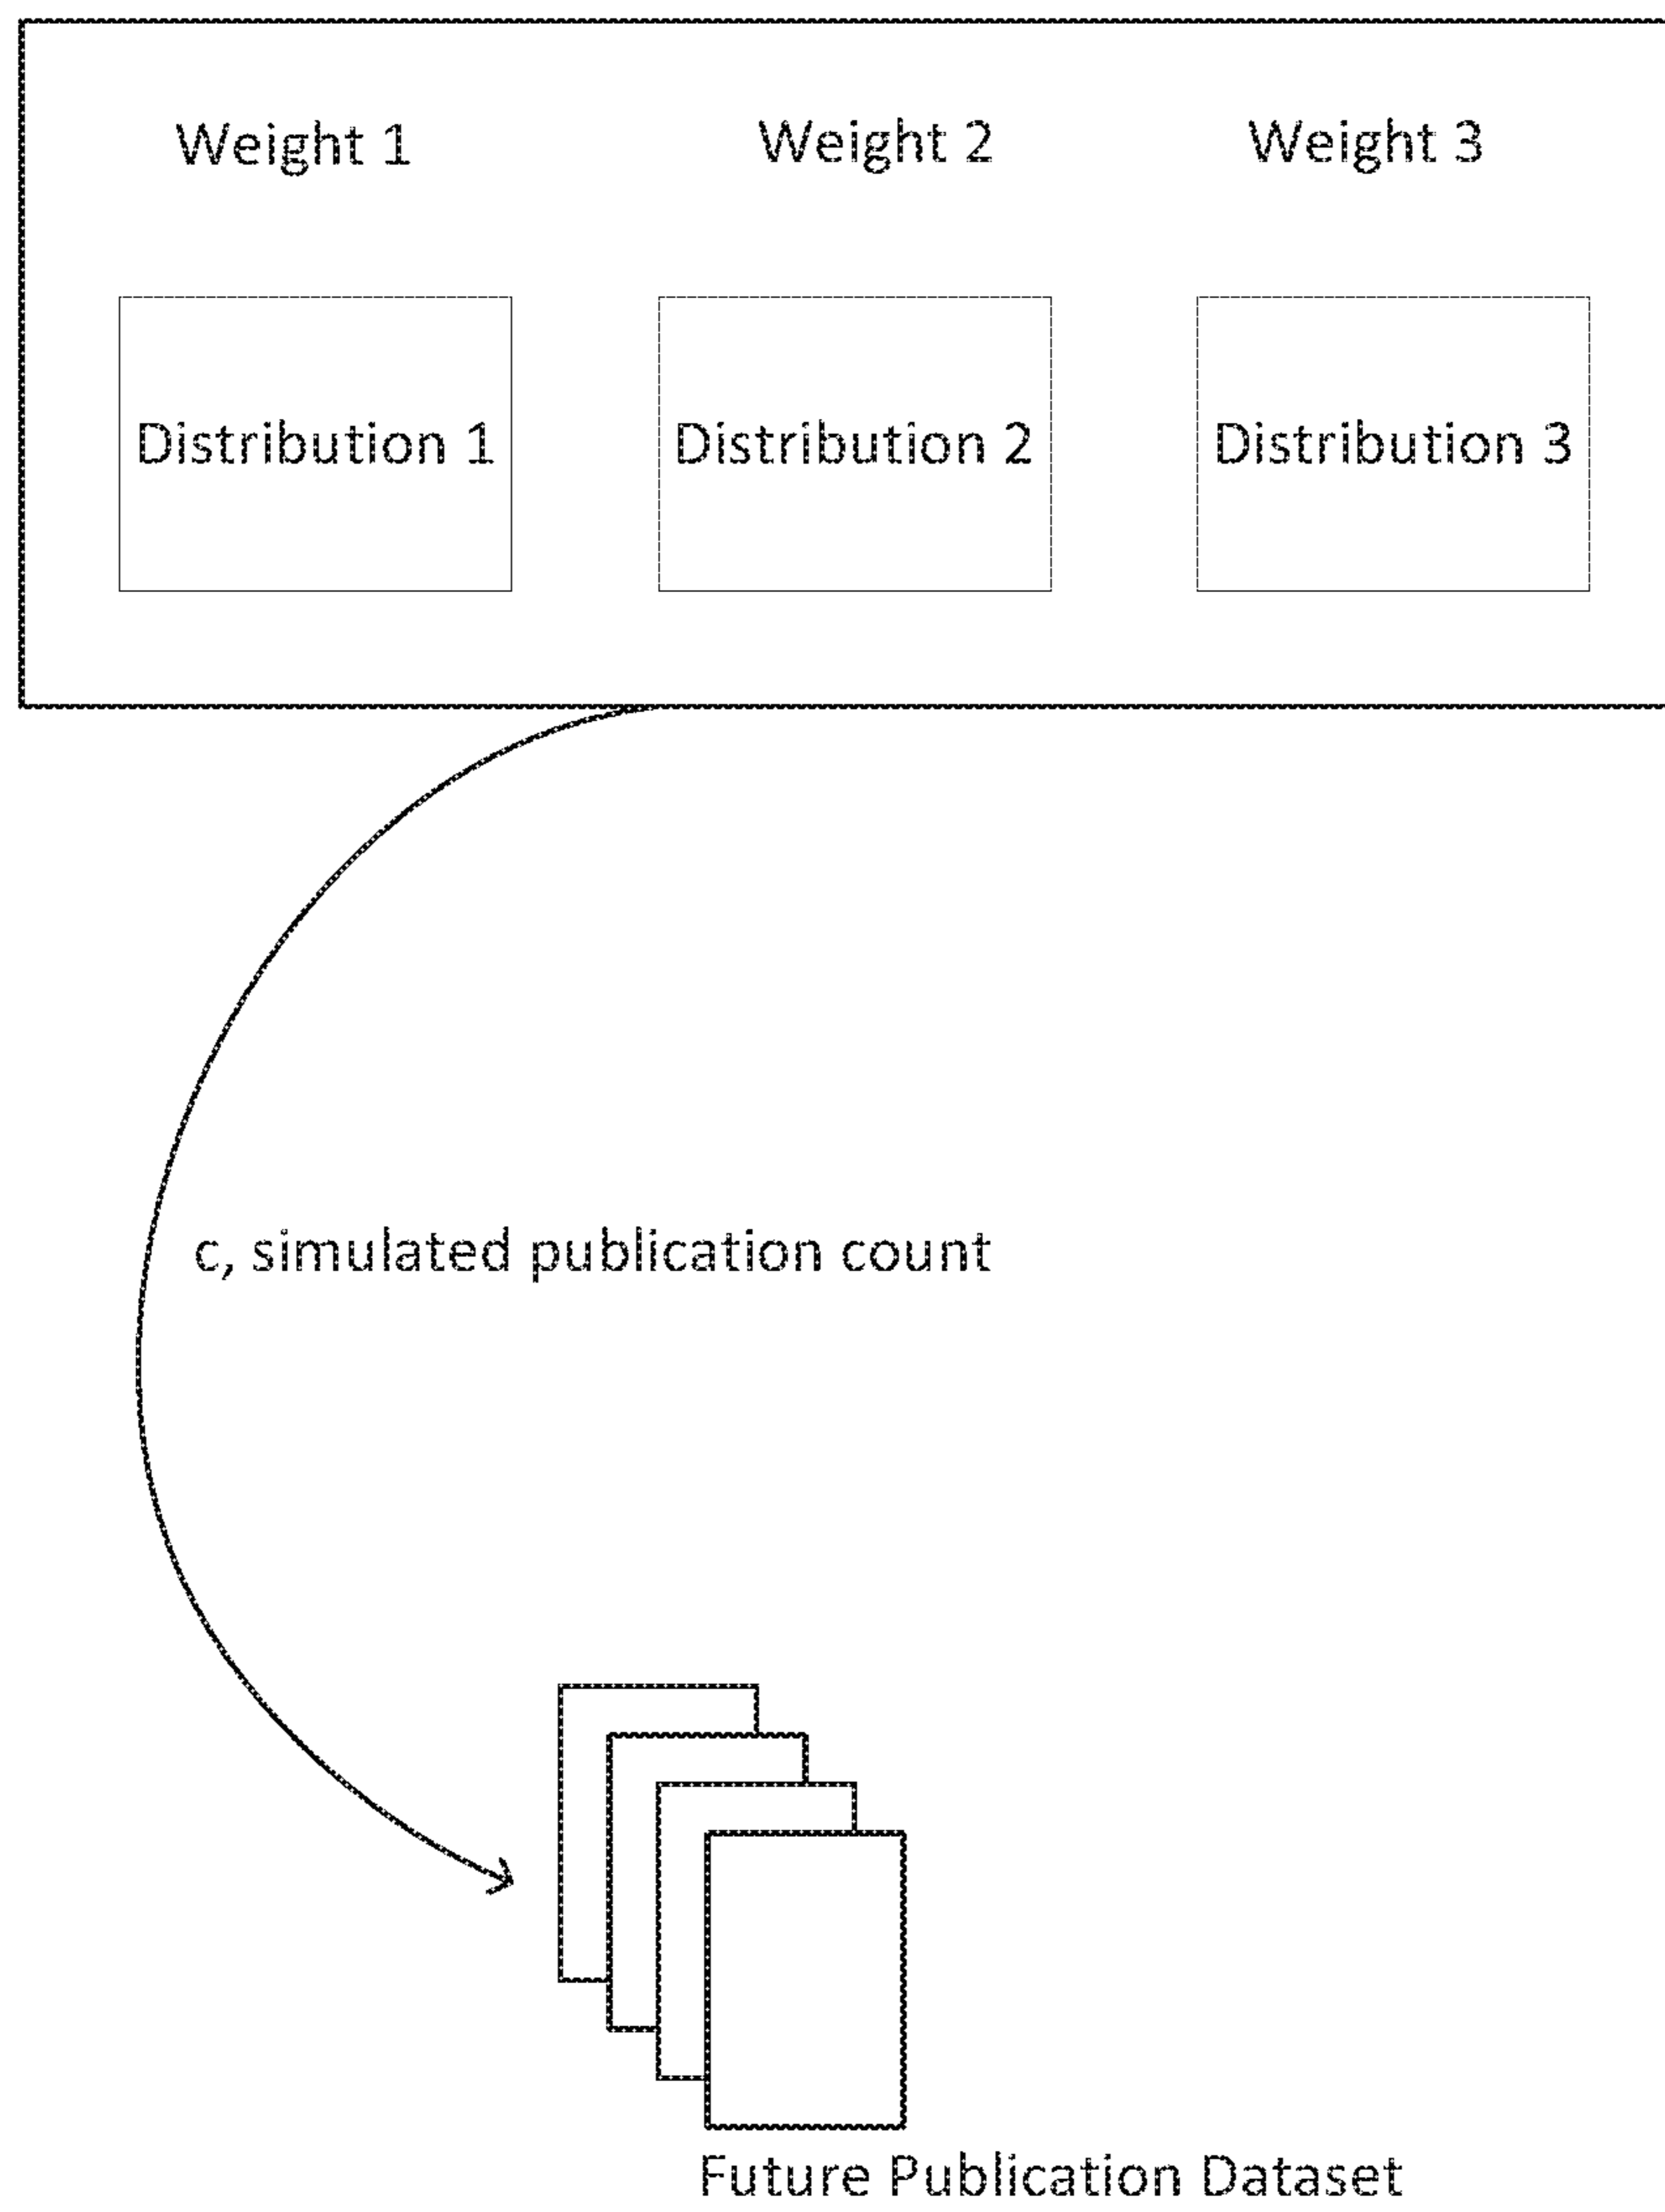 Weight 1 Weight 2 Weight 3
Distribution 1 Distribution 2 Distribution 3
c, simulated publication count
Future Publication Dataset